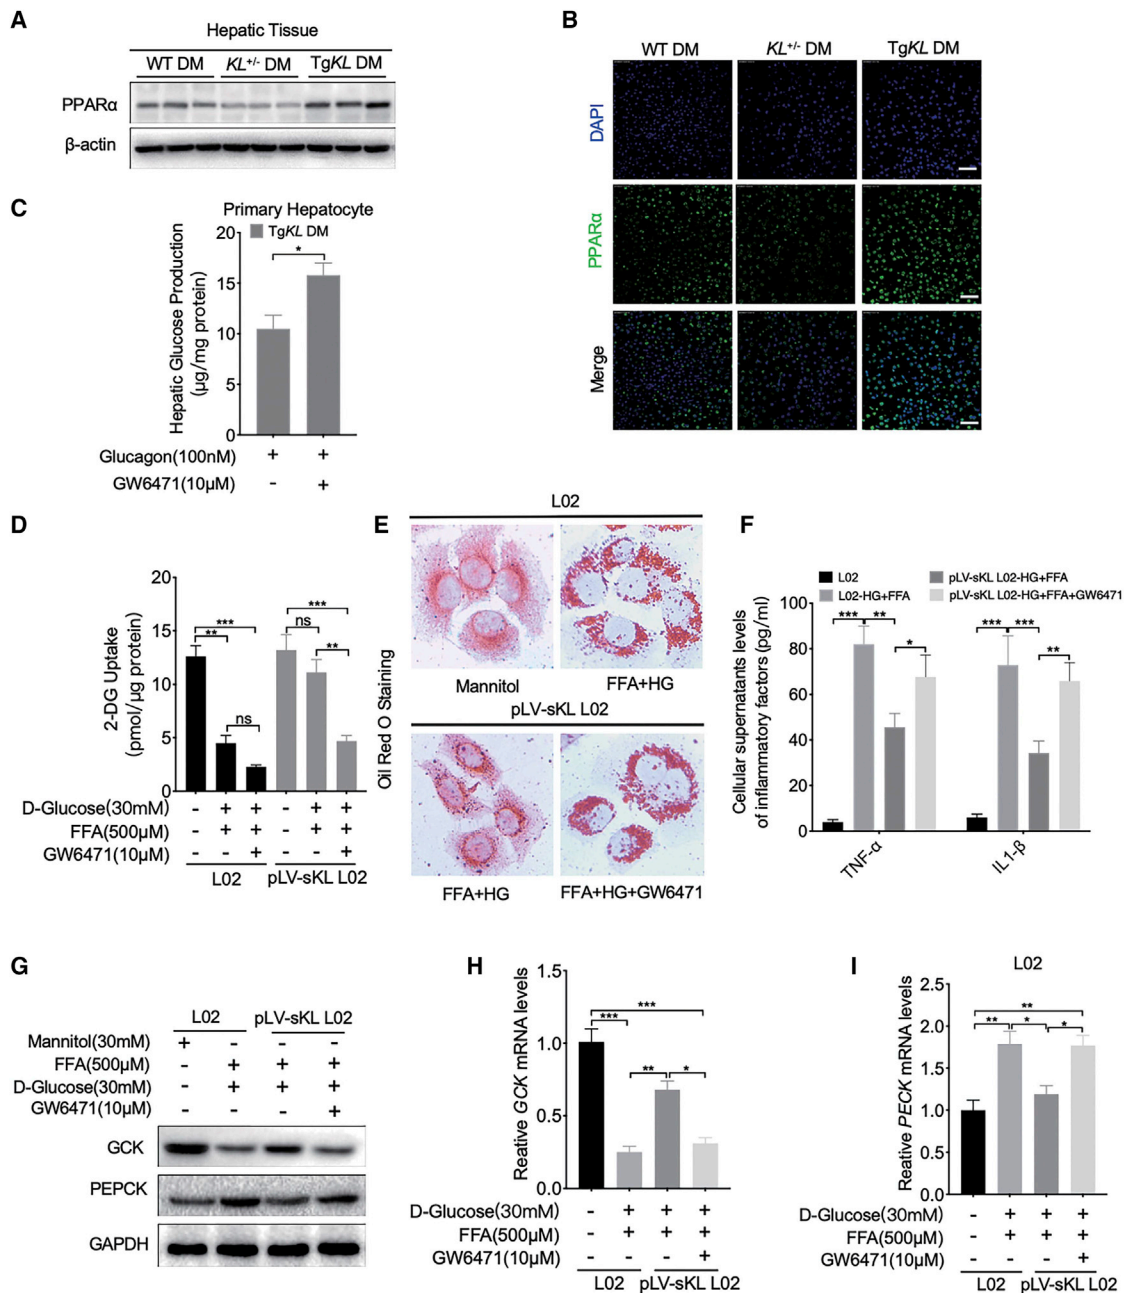 A
Hepatic Tissue
WT DM KL+/- DM TgKL DM
PPARα
β-actin
B
WT DM KL+/- DM TgKL DM
DAPI
PPARα
Merge
C
Primary Hepatocyte
TgKL DM
Hepatic Glucose Production
(μg/mg protein)
20
15
10
5
0
*
Glucagon(100nM) + +
GW6471(10μM) - +
D
2-DG Uptake
(pmol/μg protein)
20
15
10
5
0
*** ** ns
*** ns **
D-Glucose(30mM) - + + - + +
FFA(500μM) - + + - + +
GW6471(10μM) - - + - - +
L02 pLV-sKL L02
E
Oil Red O Staining
L02
Mannitol FFA+HG
pLV-sKL L02
FFA+HG FFA+HG+GW6471
F
L02 pLV-sKL L02-HG+FFA
L02-HG+FFA pLV-sKL L02-HG+FFA+GW6471
Cellular supernatants levels
of inflammatory factors (pg/ml)
100
80
60
40
20
0
*** ** *
*** *** **
TNF-α IL1-β
G
L02 pLV-sKL L02
Mannitol(30mM) + - - -
FFA(500μM) - + + +
D-Glucose(30mM) - + + +
GW6471(10μM) - - - +
GCK
PEPCK
GAPDH
H
Reative GCK mRNA levels
1.5
1.0
0.5
0.0
***
***
** *
D-Glucose(30mM) - + + +
FFA(500μM) - + + +
GW6471(10μM) - - - +
L02 pLV-sKL L02
I
L02
Reative PECK mRNA levels
2.5
2.0
1.5
1.0
0.5
0.0
**
** * *
D-Glucose(30mM) - + + +
FFA(500μM) - + + +
GW6471(10μM) - - - +
L02 pLV-sKL L02